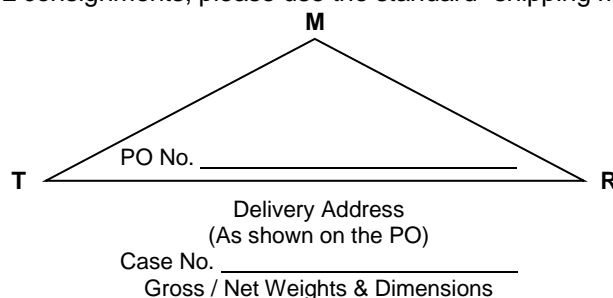 consignments, please use the standard shipping
M
PO No.
T
R
Delivery Address
(As shown on the PO)
Case No.
Gross / Net Weights & Dimensions